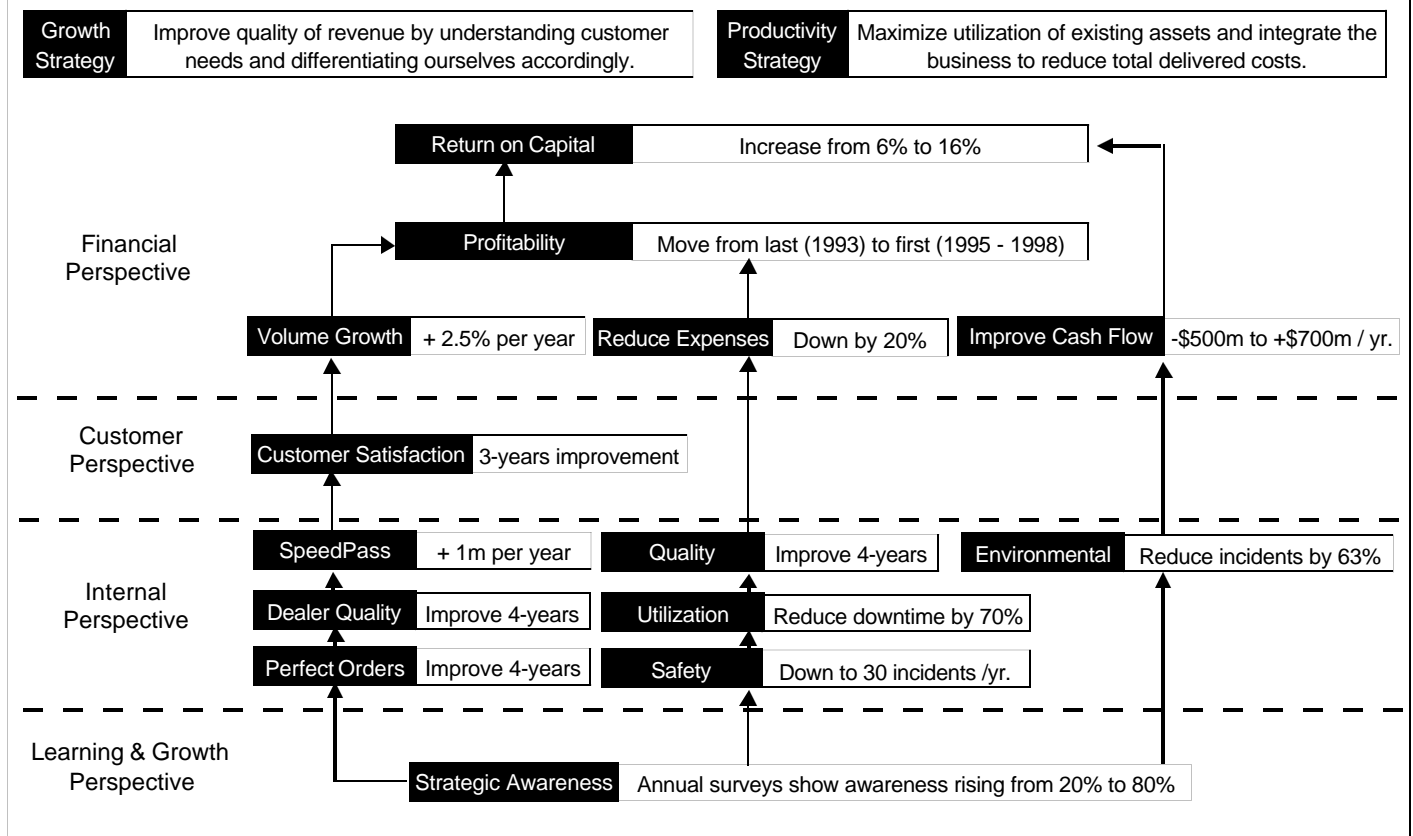 Growth
Strategy
Improve quality of revenue by understanding customer
needs and differentiating ourselves accordingly.
Productivity
Strategy
Maximize utilization of existing assets and integrate the
business to reduce total delivered costs.
Return on Capital
Increase from 6% to 16%
Financial
Perspective
Profitability
Move from last (1993) to first (1995 - 1998)
Volume Growth
+ 2.5% per year
Reduce Expenses
Down by 20%
Improve Cash Flow
-$500m to +$700m / yr.
Customer
Perspective
Customer Satisfaction
3-years improvement
Internal
Perspective
SpeedPass
+ 1m per year
Quality
Improve 4-years
Environmental
Reduce incidents by 63%
Dealer Quality
Improve 4-years
Utilization
Reduce downtime by 70%
Perfect Orders
Improve 4-years
Safety
Down to 30 incidents /yr.
Learning & Growth
Perspective
Strategic Awareness
Annual surveys show awareness rising from 20% to 80%